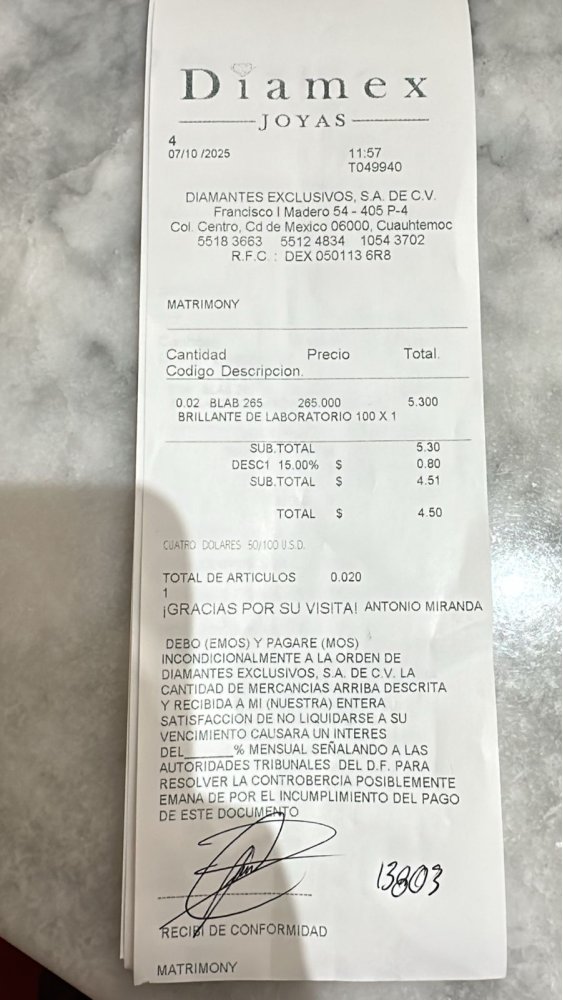 Diamex
JOYAS
4
07/10 /2025 11:57
T049940
DIAMANTES EXCLUSIVOS, S.A. DE C.V.
Francisco I Madero 54 - 405 P-4
Col. Centro, Cd de Mexico 06000, Cuauhtemoc
5518 3663 5512 4834 1054 3702
R.F.C. : DEX 050113 6R8
MATRIMONY
Cantidad Precio Total.
Codigo Descripcion.
0.02 BLAB 265 265.000 5.300
BRILLANTE DE LABORATORIO 100 X 1
SUB.TOTAL 5.30
DESC1 15.00% $ 0.80
SUB.TOTAL $ 4.51
TOTAL $ 4.50
CUATRO DOLARES 50/100 U.S.D.
TOTAL DE ARTICULOS 0.020
1
¡GRACIAS POR SU VISITA! ANTONIO MIRANDA
DEBO (EMOS) Y PAGARE (MOS)
INCONDICIONALMENTE A LA ORDEN DE
DIAMANTES EXCLUSIVOS, S.A. DE C.V. LA
CANTIDAD DE MERCANCIAS ARRIBA DESCRITA
Y RECIBIDA A MI (NUESTRA) ENTERA
SATISFACCION DE NO LIQUIDARSE A SU
VENCIMIENTO CAUSARA UN INTERES
DEL______% MENSUAL SEÑALANDO A LAS
AUTORIDADES TRIBUNALES DEL D.F. PARA
RESOLVER LA CONTROBERCIA POSIBLEMENTE
EMANA DE POR EL INCUMPLIMIENTO DEL PAGO
DE ESTE DOCUMENTO
13803
RECIBI DE CONFORMIDAD
MATRIMONY